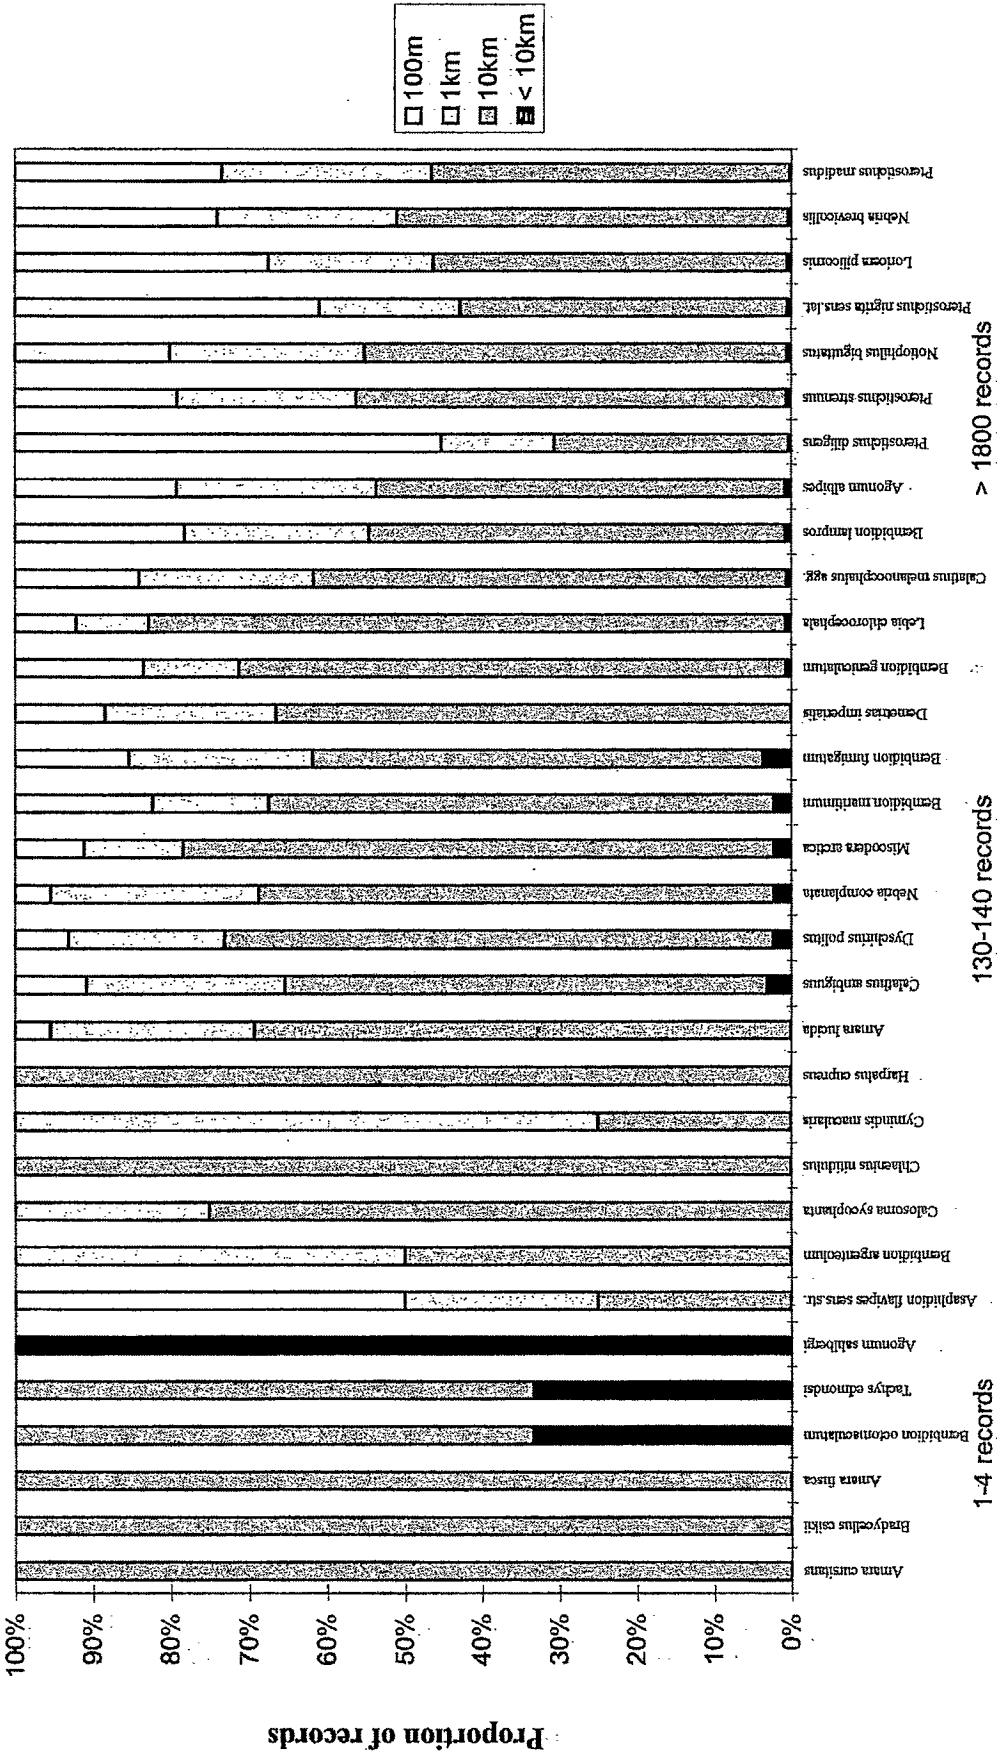 Proportion of records
100%
90%
80%
70%
60%
50%
40%
30%
20%
10%
0%
Amara cursitans
Bradycellus csikii
Amara fusca
Bembidion octomaculatum
Tachys edmondsi
Agonum sahlbergi
Asaphidion flavipes sens.str.
Bembidion argenteolum
Calosoma sycophanta
Chlaenius nitidulus
Cymindis macularis
Harpalus cupreus
Amara lucida
Calathus ambiguus
Dyschirius politus
Nebria complanata
Miscodera arctica
Bembidion maritimum
Bembidion fumigatum
Demetrias imperialis
Bembidion geniculatum
Lebia chlorocephala
Calathus melanocephalus agg.
Bembidion lampros
Agonum albipes
Pterostichus diligens
Pterostichus strenuus
Notiophilus biguttatus
Pterostichus nigrita sens.lat.
Loricera pilicornis
Nebria brevicollis
Pterostichus madidus
1-4 records
130-140 records
> 1800 records
100m
1km
10km
< 10km